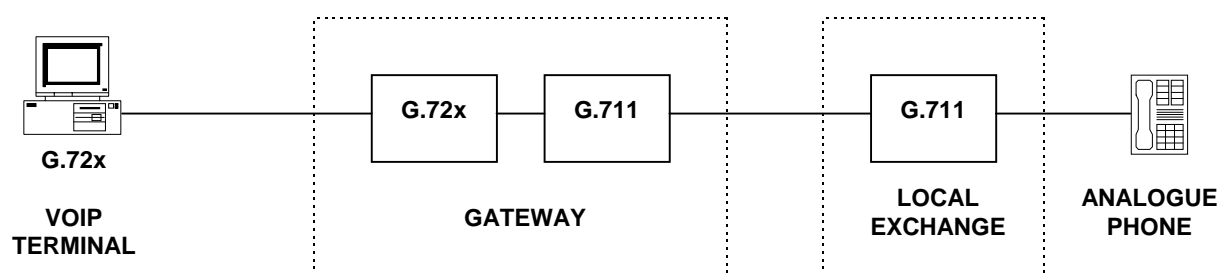 G.72x
G.711
G.711
G.72x
VOIP
TERMINAL
GATEWAY
LOCAL
EXCHANGE
ANALOGUE
PHONE